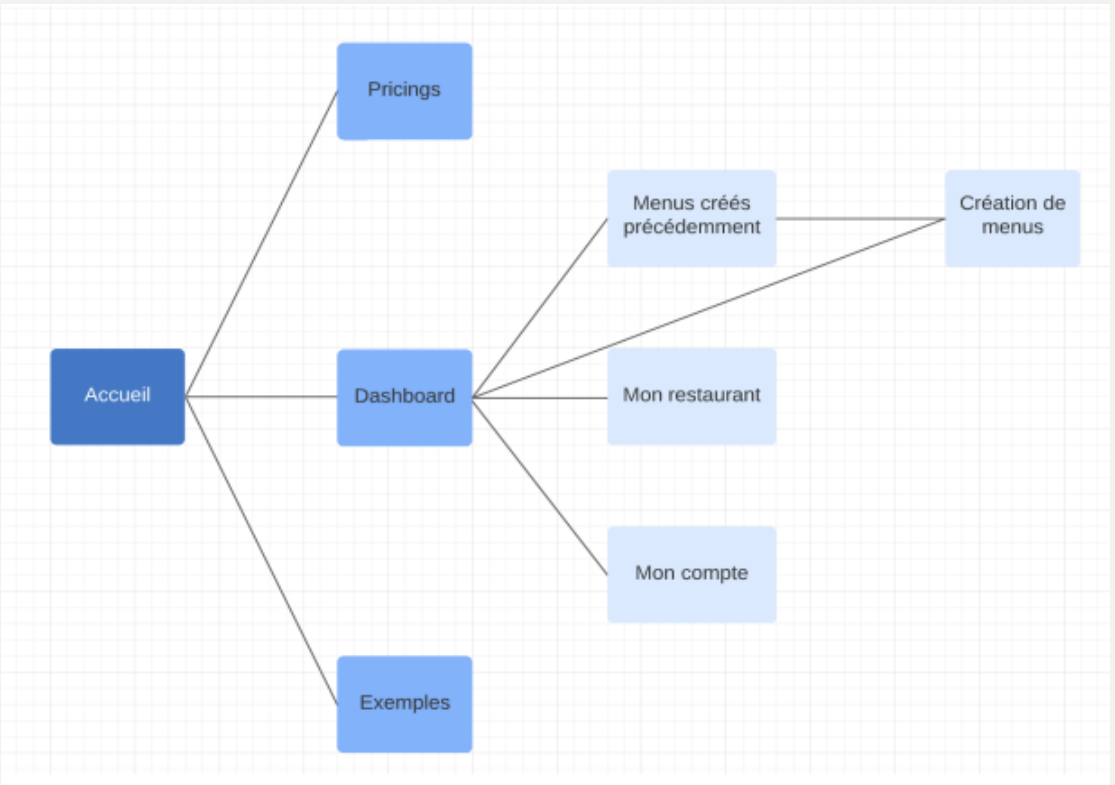 Pricings
Menus créés
précédemment
Création de
menus
Accueil
Dashboard
Mon restaurant
Mon compte
Exemples